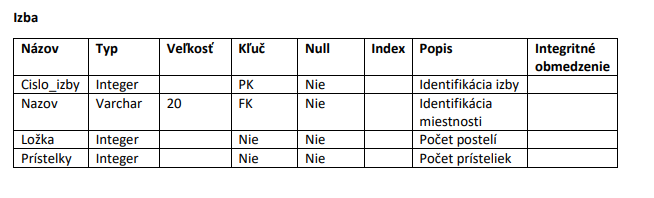 Izba
Názov Typ Veľkosť Kľuč Null Index Popis Integritné
obmedzenie
Cislo_izby Integer PK Nie Identifikácia izby
Nazov Varchar 20 FK Nie Identifikácia
miestnosti
Ložka Integer Nie Nie Počet postelí
Prístelky Integer Nie Nie Počet prísteliek